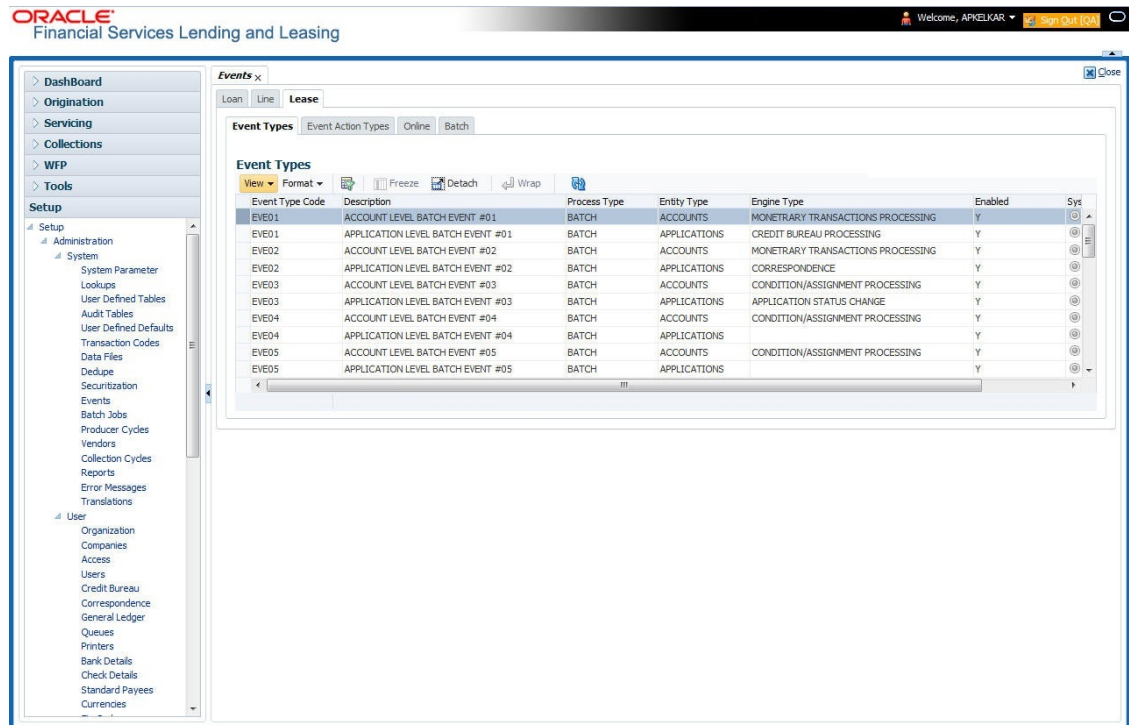 ORACLE
Financial Services Lending and Leasing
Welcome, APKELKAR
Sign Out [QA]
DashBoard
Origination
Servicing
Collections
WFP
Tools
Setup
Setup
Administration
System
System Parameter
Lookups
User Defined Tables
Audit Tables
User Defined Defaults
Transaction Codes
Data Files
Dedupe
Securitization
Events
Batch Jobs
Producer Cycles
Vendors
Collection Cycles
Reports
Error Messages
Translations
User
Organization
Companies
Access
Users
Credit Bureau
Correspondence
General Ledger
Queues
Printers
Bank Details
Check Details
Standard Payees
Currencies
Events
Close
Loan Line Lease
Event Types Event Action Types Online Batch
Event Types
View Format Freeze Detach Wrap
Event Type Code Description Process Type Entity Type Engine Type Enabled Sys
EVE01 ACCOUNT LEVEL BATCH EVENT #01 BATCH ACCOUNTS MONETRARY TRANSACTIONS PROCESSING Y
EVE01 APPLICATION LEVEL BATCH EVENT #01 BATCH APPLICATIONS CREDIT BUREAU PROCESSING Y
EVE02 ACCOUNT LEVEL BATCH EVENT #02 BATCH ACCOUNTS MONETRARY TRANSACTIONS PROCESSING Y
EVE02 APPLICATION LEVEL BATCH EVENT #02 BATCH APPLICATIONS CORRESPONDENCE Y
EVE03 ACCOUNT LEVEL BATCH EVENT #03 BATCH ACCOUNTS CONDITION/ASSIGNMENT PROCESSING Y
EVE03 APPLICATION LEVEL BATCH EVENT #03 BATCH APPLICATIONS APPLICATION STATUS CHANGE Y
EVE04 ACCOUNT LEVEL BATCH EVENT #04 BATCH ACCOUNTS CONDITION/ASSIGNMENT PROCESSING Y
EVE04 APPLICATION LEVEL BATCH EVENT #04 BATCH APPLICATIONS Y
EVE05 ACCOUNT LEVEL BATCH EVENT #05 BATCH ACCOUNTS CONDITION/ASSIGNMENT PROCESSING Y
EVE05 APPLICATION LEVEL BATCH EVENT #05 BATCH APPLICATIONS Y